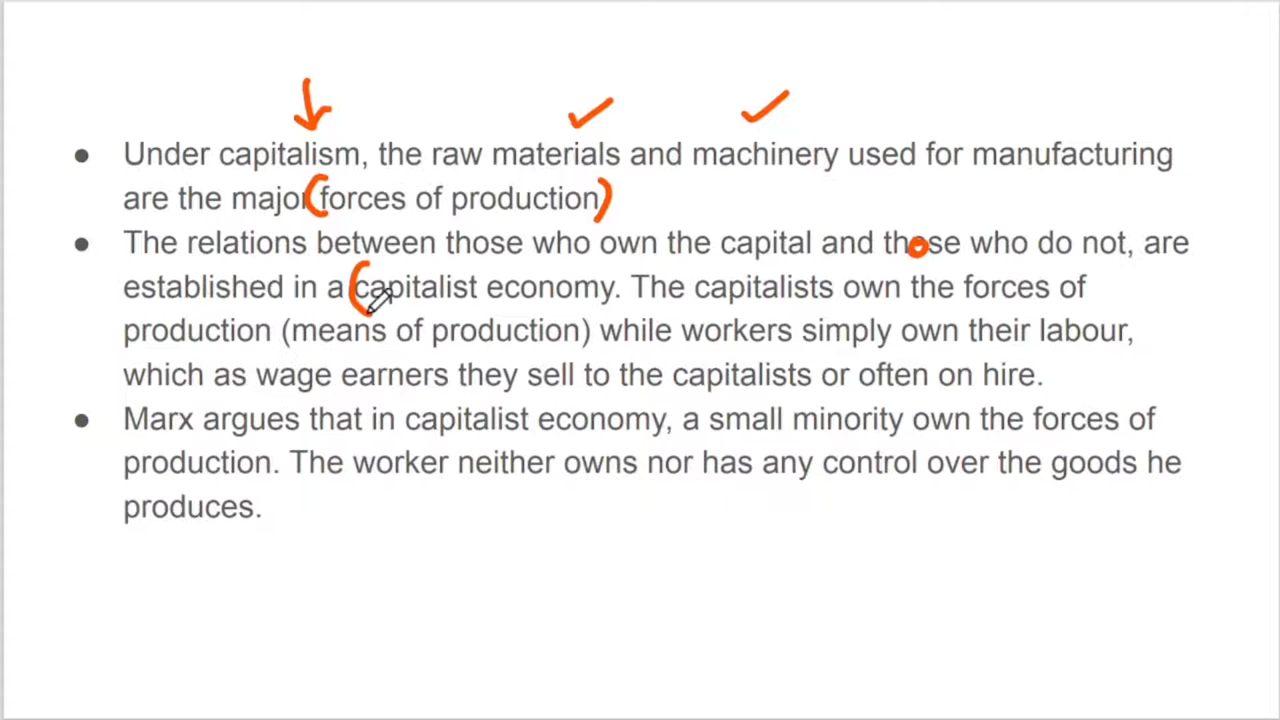 ● Under capitalism, the raw materials and machinery used for manufacturing
are the major forces of production
● The relations between those who own the capital and those who do not, are
established in a capitalist economy. The capitalists own the forces of
production (means of production) while workers simply own their labour,
which as wage earners they sell to the capitalists or often on hire.
● Marx argues that in capitalist economy, a small minority own the forces of
production. The worker neither owns nor has any control over the goods he
produces.